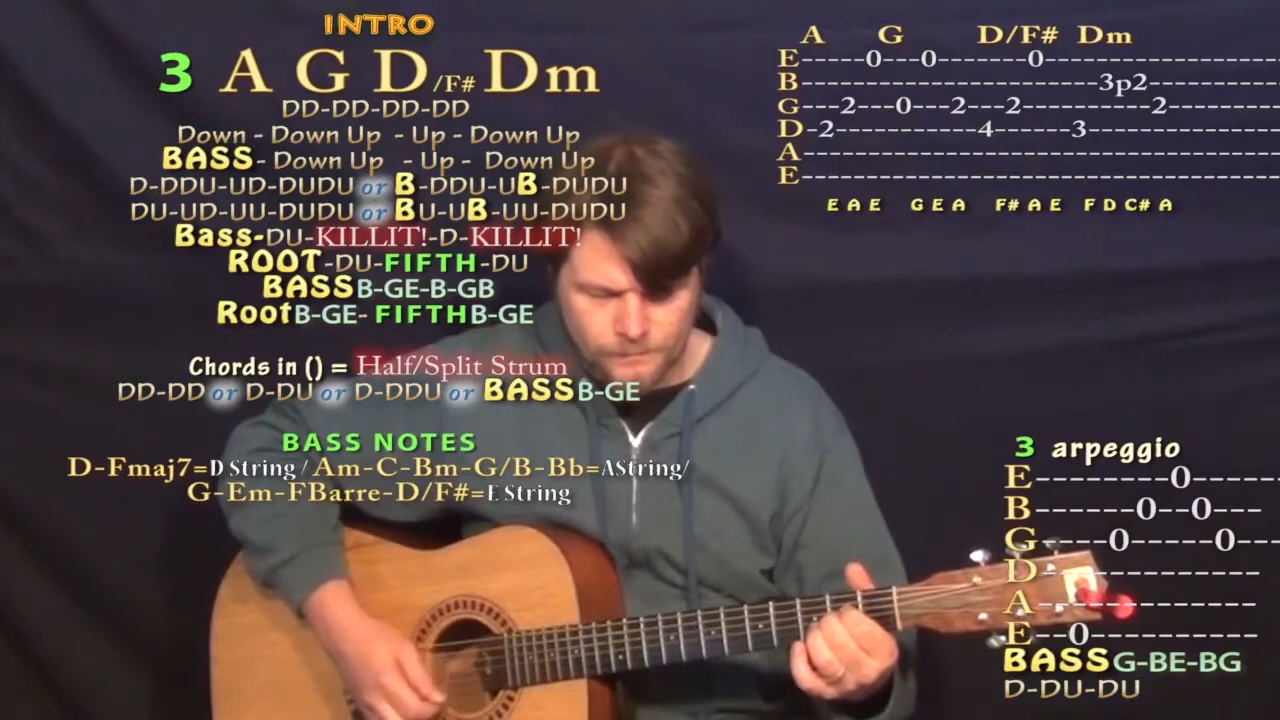 INTRO
3 A G D/F# Dm
DD-DD-DD-DD
Down - Down Up - Up - Down Up
BASS - Down Up - Up - Down Up
D-DDU-UD-DUDU or B-DDU-UB-DUDU
DU-UD-UU-DUDU or BU-UB-UU-DUDU
Bass-DU-KILLIT!-D-KILLIT!
ROOT-DU-FIFTH-DU
BASSB-GE-B-GB
RootB-GE- FIFTHB-GE
Chords in () = Half/Split Strum
DD-DD or D-DU or D-DDU or BASSB-GE
BASS NOTES
D-Fmaj7=D String / Am-C-Bm-G/B-Bb=AString/
G-Em-FBarre-D/F#=E String
A G D/F# Dm
E------0---0--------0---------------
B-----------------------3p2---------
G---2---0---2---2----------2--------
D-2------------4------3-------------
A-----------------------------------
E-----------------------------------
E A E G E A F# A E F D C# A
3 arpeggio
E-----------0-------
B---------0---0----
G------0--------0---
D-----------------
A-----------------
E--0--------------
BASSG-BE-BG
D-DU-DU